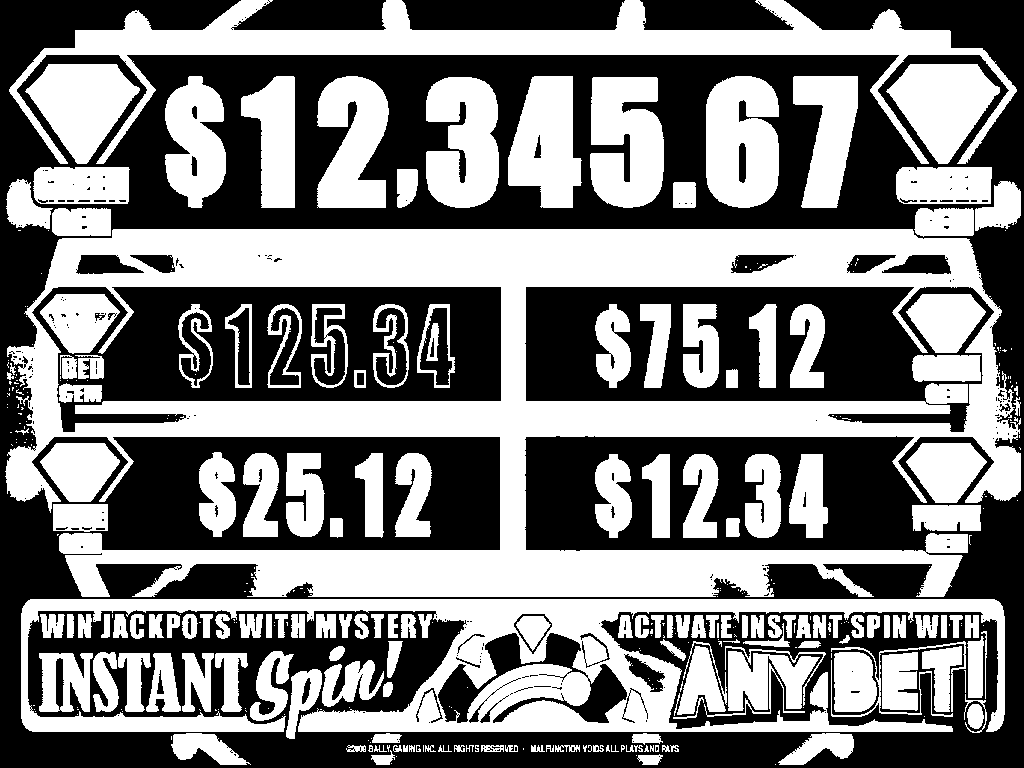 $12,345.67
GREEN GREEN
GEM GEM
$125.34 $75.12
RED
GEM
$25.12 $12.34
WIN JACKPOTS WITH MYSTERY
INSTANT Spin!
ACTIVATE INSTANT SPIN WITH
ANY BET!
©2009 BALLY GAMING INC. ALL RIGHTS RESERVED · MALFUNCTION VOIDS ALL PLAYS AND PAYS